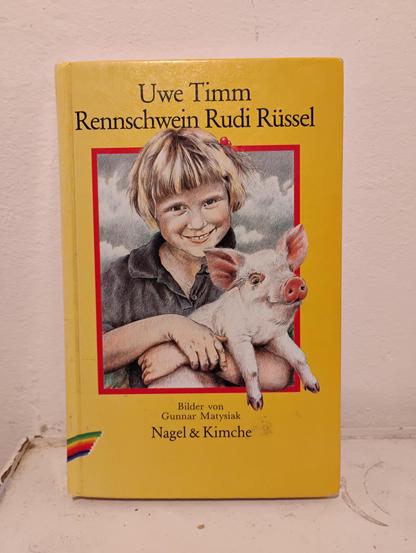 Uwe Timm
Rennschwein Rudi Rüssel
Bilder von
Gunnar Matysiak
Nagel & Kimche